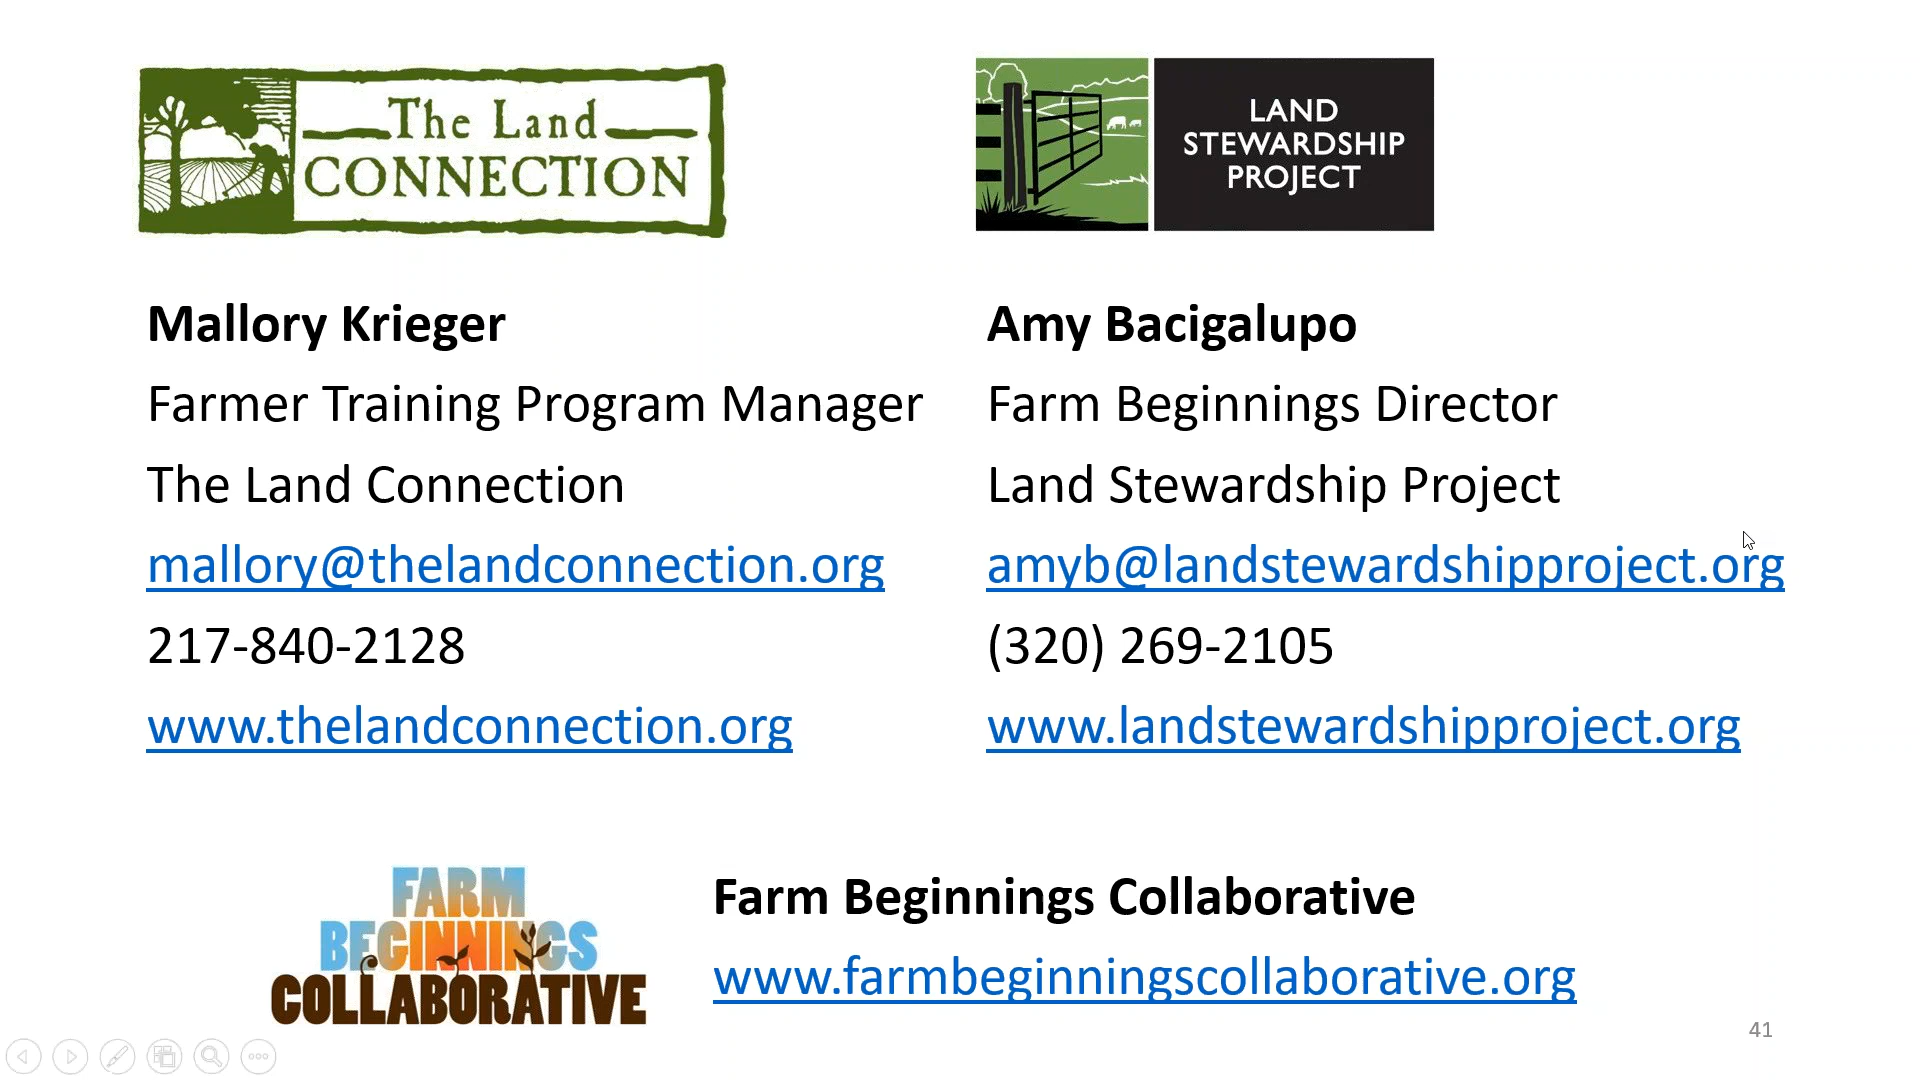 The Land
CONNECTION
LAND
STEWARDSHIP
PROJECT
Mallory Krieger
Farmer Training Program Manager
The Land Connection
mallory@thelandconnection.org
217-840-2128
www.thelandconnection.org
Amy Bacigalupo
Farm Beginnings Director
Land Stewardship Project
amyb@landstewardshipproject.org
(320) 269-2105
www.landstewardshipproject.org
FARM
BEGINNINGS
COLLABORATIVE
Farm Beginnings Collaborative
www.farmbeginningscollaborative.org
41